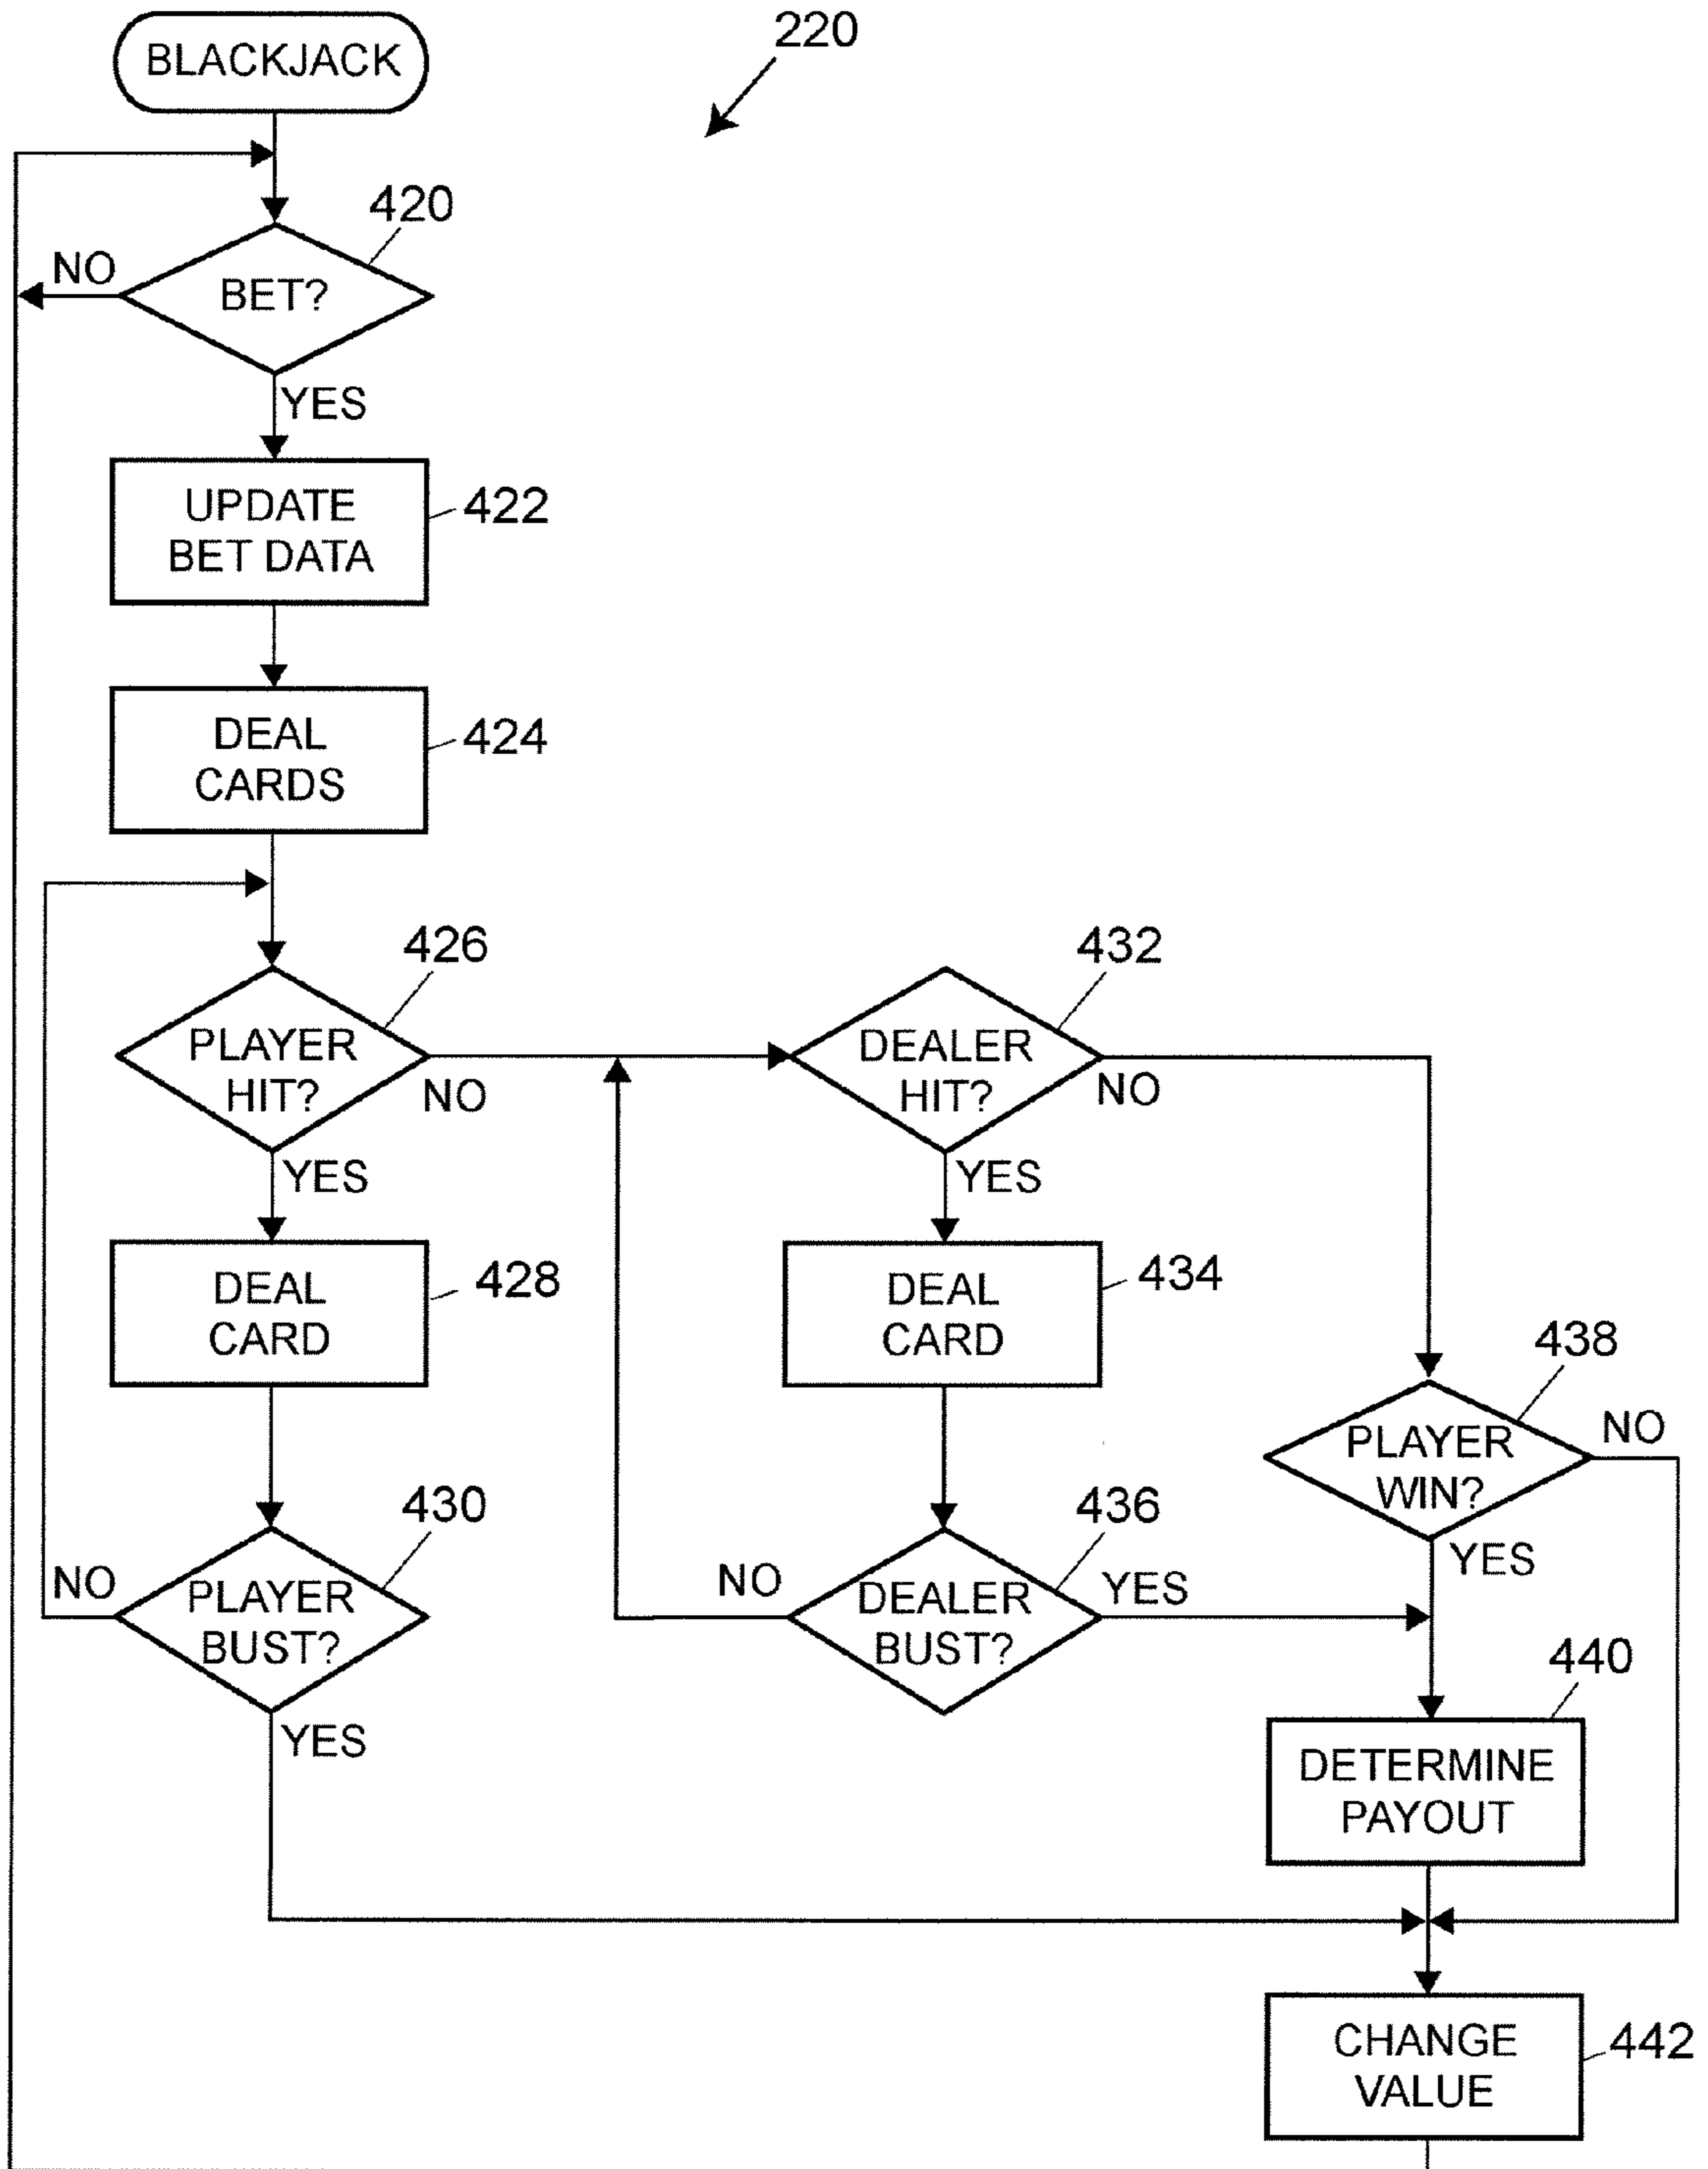 BLACKJACK
220
420
NO
BET?
YES
UPDATE
BET DATA
422
DEAL
CARDS
424
426
PLAYER
HIT?
NO
YES
432
DEALER
HIT?
NO
YES
DEAL
CARD
428
DEAL
CARD
434
438
PLAYER
WIN?
NO
YES
430
NO
PLAYER
BUST?
YES
436
NO
DEALER
BUST?
YES
440
DETERMINE
PAYOUT
CHANGE
VALUE
442